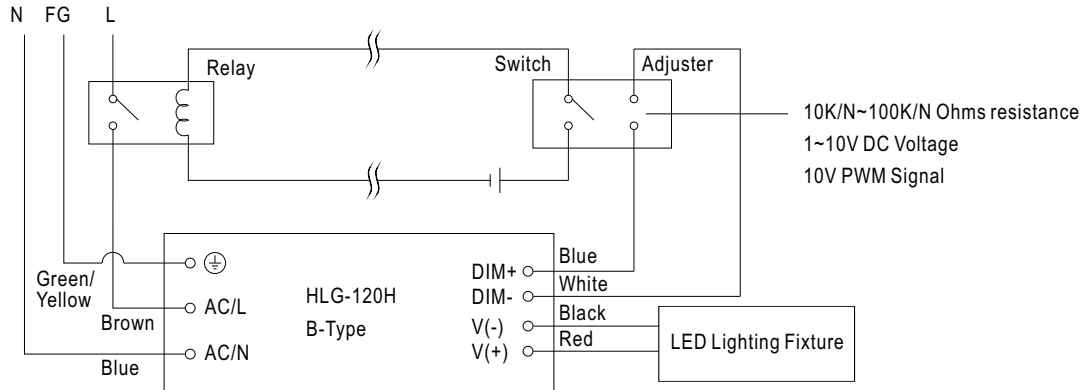 N FG L
Relay
Switch
Adjuster
10K/N~100K/N Ohms resistance
1~10V DC Voltage
10V PWM Signal
Green/
Yellow
Brown
Blue
AC/L
AC/N
HLG-120H
B-Type
DIM+
DIM-
V(-)
V(+)
Blue
White
Black
Red
LED Lighting Fixture